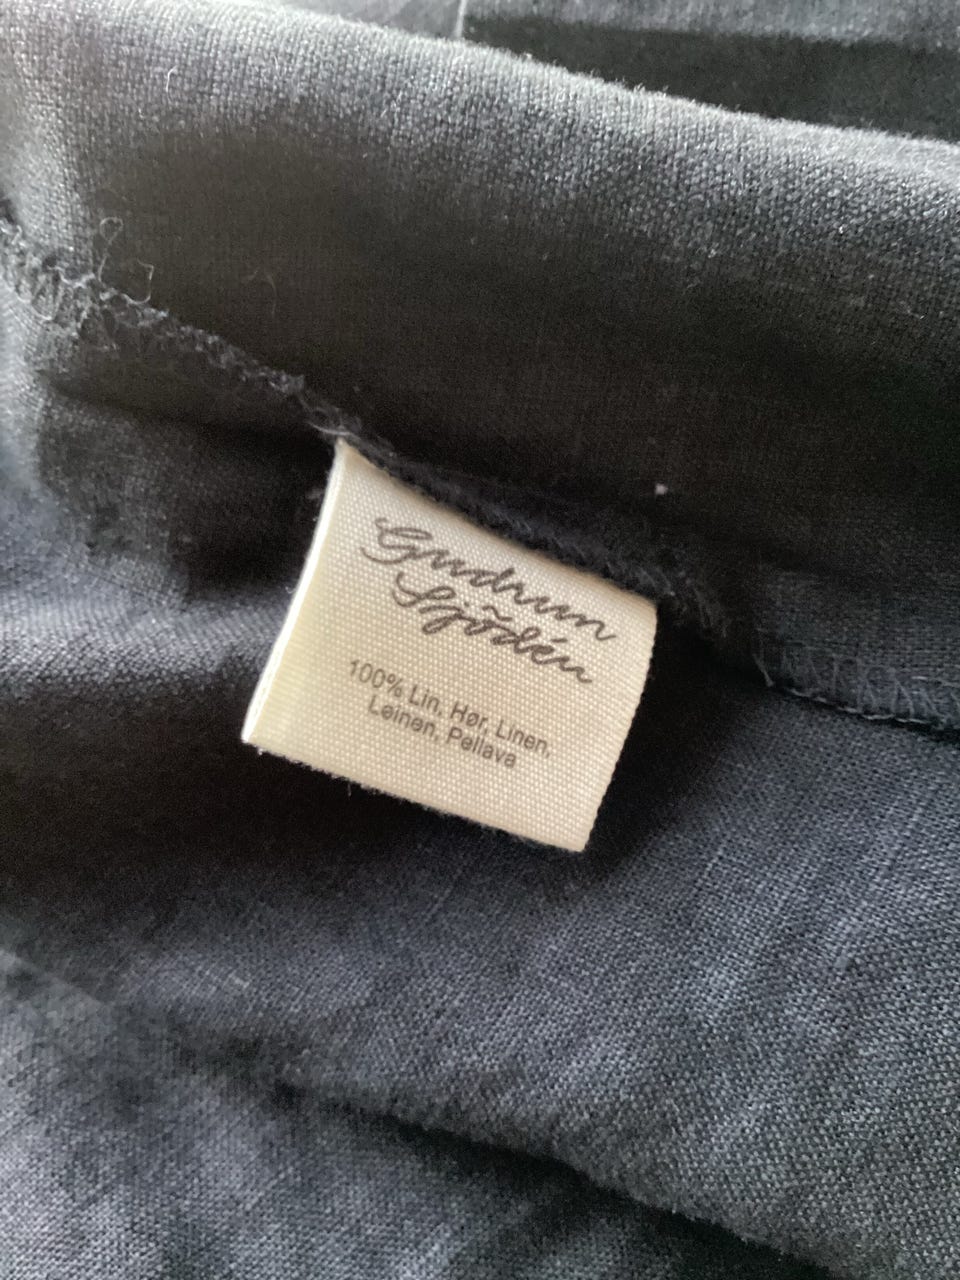 Gudrun
Sjödén
100% Lin, Hør, Linen,
Leinen, Pellava